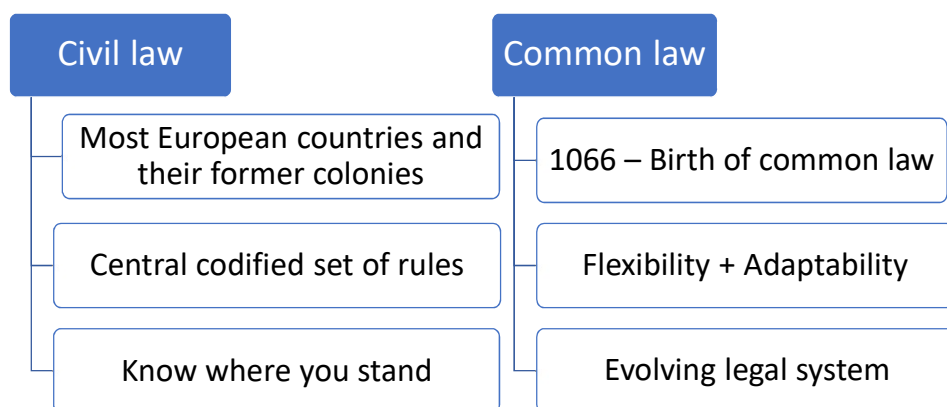 Civil law
Most European countries and
their former colonies
Central codified set of rules
Know where you stand
Common law
1066 – Birth of common law
Flexibility + Adaptability
Evolving legal system